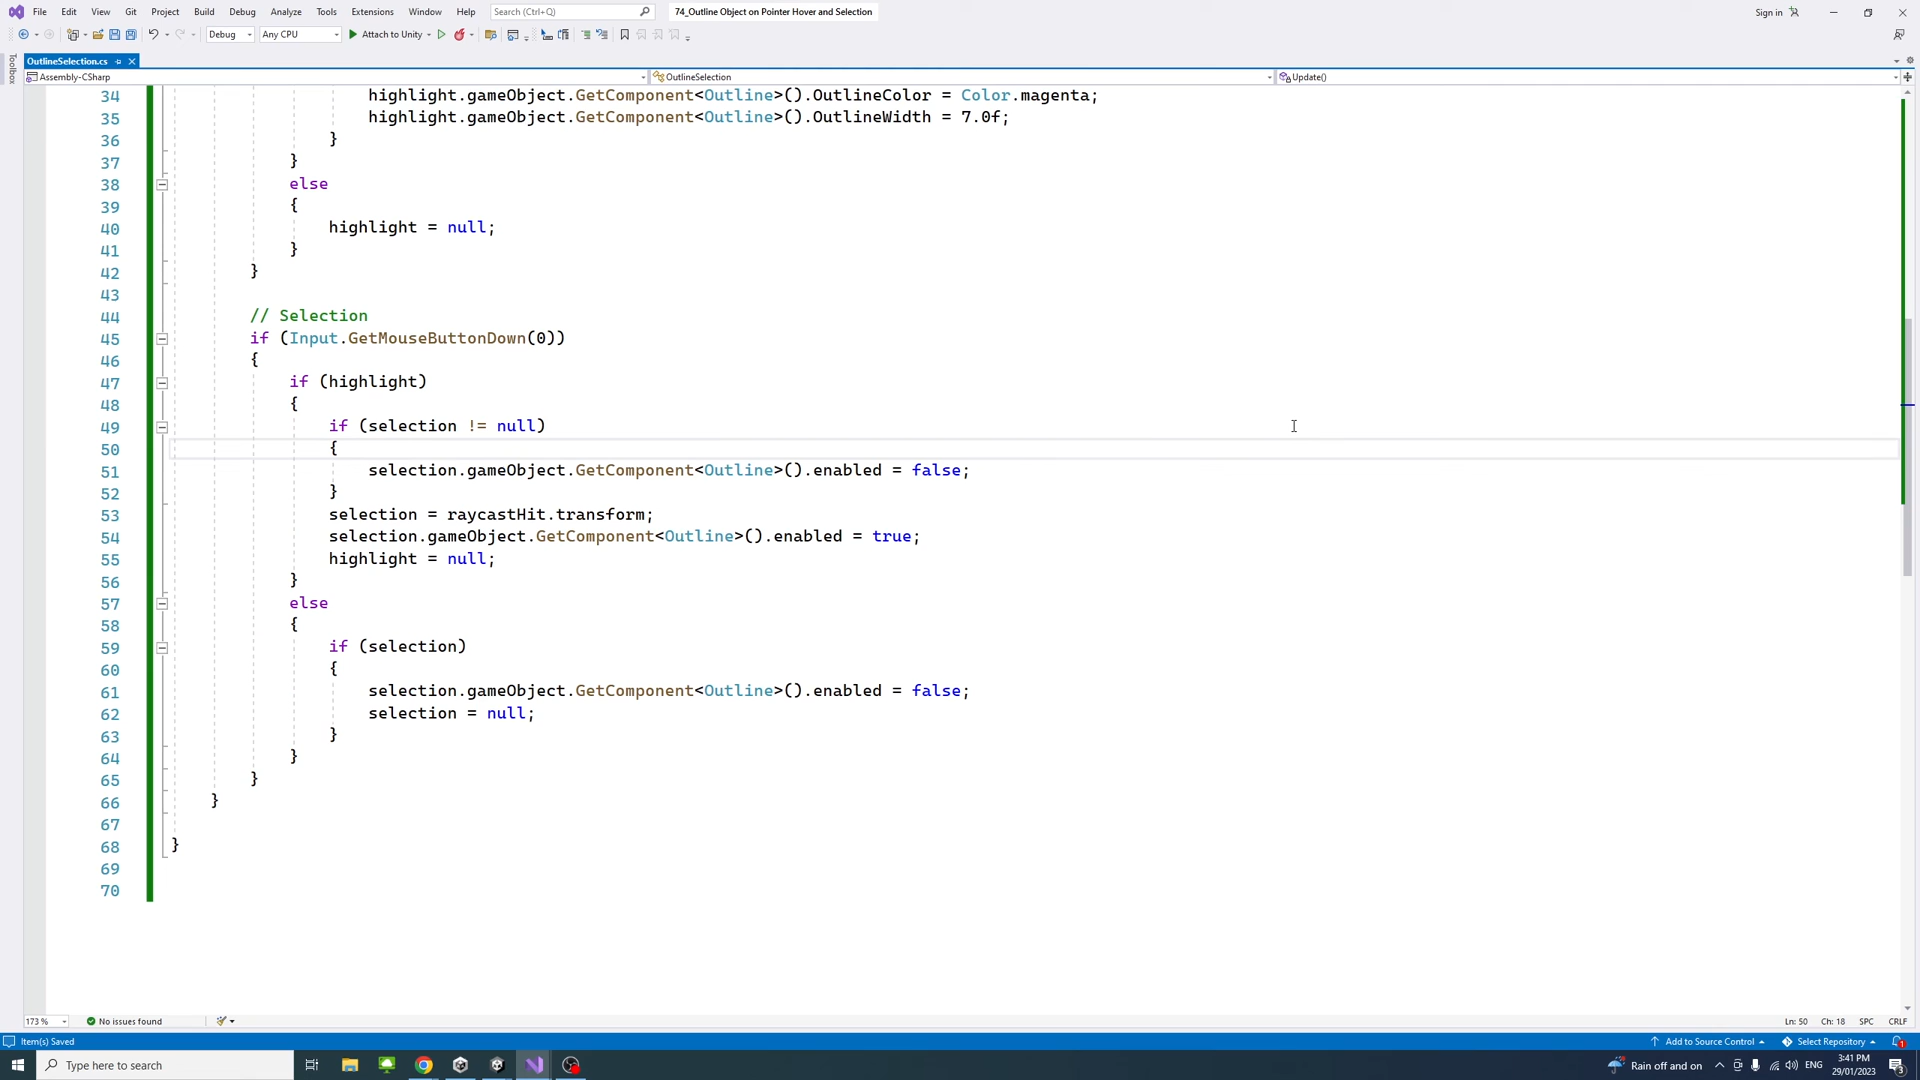 File Edit View Git Project Build Debug Analyze Tools Extensions Window Help Search (Ctrl+Q) 74_Outline Object on Pointer Hover and Selection Sign in
Debug Any CPU Attach to Unity
Toolbox
OutlineSelection.cs
Assembly-CSharp OutlineSelection Update()
34 highlight.gameObject.GetComponent<Outline>().OutlineColor = Color.magenta;
35 highlight.gameObject.GetComponent<Outline>().OutlineWidth = 7.0f;
36 }
37 }
38 else
39 {
40 highlight = null;
41 }
42 }
43
44 // Selection
45 if (Input.GetMouseButtonDown(0))
46 {
47 if (highlight)
48 {
49 if (selection != null)
50 {
51 selection.gameObject.GetComponent<Outline>().enabled = false;
52 }
53 selection = raycastHit.transform;
54 selection.gameObject.GetComponent<Outline>().enabled = true;
55 highlight = null;
56 }
57 else
58 {
59 if (selection)
60 {
61 selection.gameObject.GetComponent<Outline>().enabled = false;
62 selection = null;
63 }
64 }
65 }
66 }
67
68 }
69
70
173 % No issues found Ln: 50 Ch: 18 SPC CRLF
Item(s) Saved Add to Source Control Select Repository 1
Type here to search Rain off and on ENG 3:41 PM 29/01/2023 3